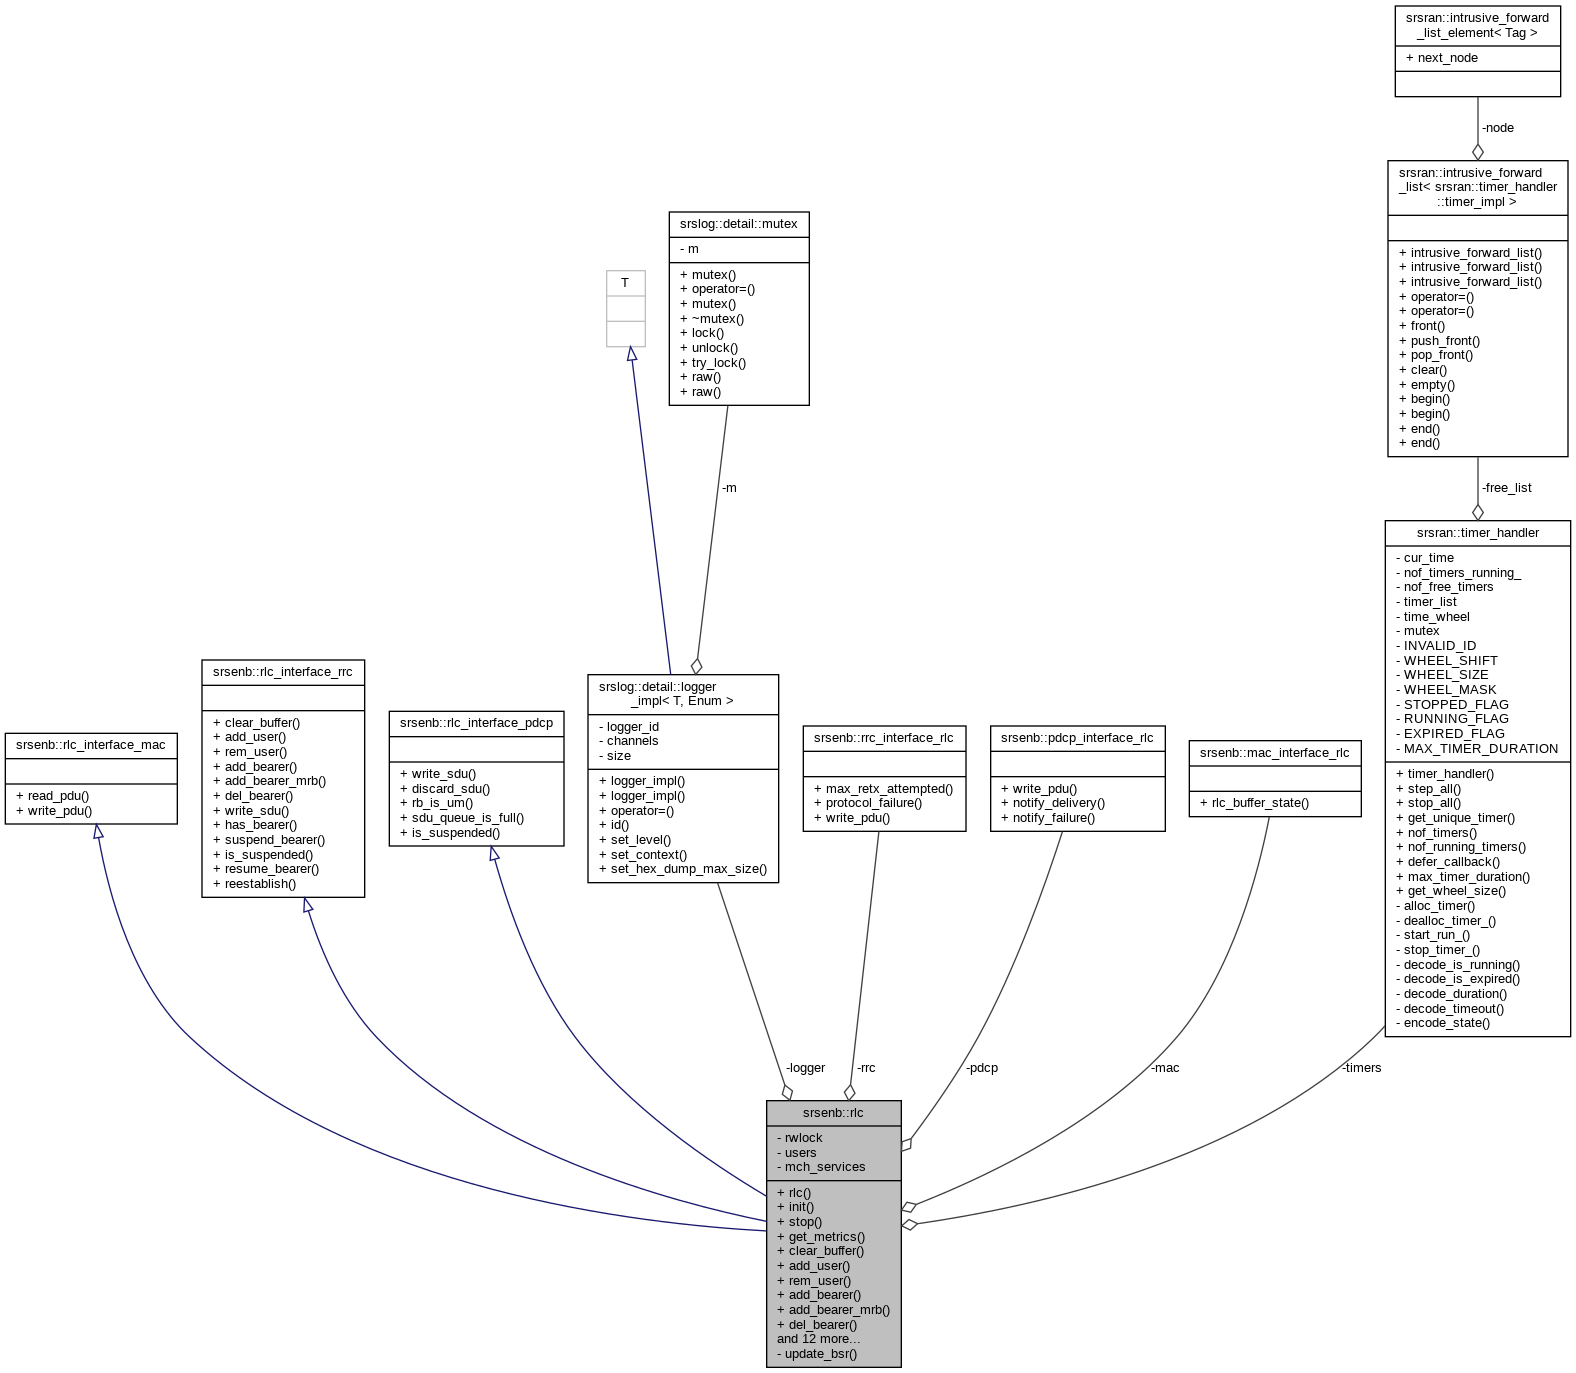 srsran::intrusive_forward
_list_element< Tag >
+ next_node
-node
srsran::intrusive_forward
_list< srsran::timer_handler
::timer_impl >
+ intrusive_forward_list()
+ intrusive_forward_list()
+ intrusive_forward_list()
+ operator=()
+ operator=()
+ front()
+ push_front()
+ pop_front()
+ clear()
+ empty()
+ begin()
+ begin()
+ end()
+ end()
-free_list
srslog::detail::mutex
- m
+ mutex()
+ operator=()
+ mutex()
+ ~mutex()
+ lock()
+ unlock()
+ try_lock()
+ raw()
+ raw()
T
-m
srsran::timer_handler
- cur_time
- nof_timers_running_
- nof_free_timers
- timer_list
- time_wheel
- mutex
- INVALID_ID
- WHEEL_SHIFT
- WHEEL_SIZE
- WHEEL_MASK
- STOPPED_FLAG
- RUNNING_FLAG
- EXPIRED_FLAG
- MAX_TIMER_DURATION
+ timer_handler()
+ step_all()
+ stop_all()
+ get_unique_timer()
+ nof_timers()
+ nof_running_timers()
+ defer_callback()
+ max_timer_duration()
+ get_wheel_size()
- alloc_timer()
- dealloc_timer_()
- start_run_()
- stop_timer_()
- decode_is_running()
- decode_is_expired()
- decode_duration()
- decode_timeout()
- encode_state()
srsenb::rlc_interface_mac
+ read_pdu()
+ write_pdu()
srsenb::rlc_interface_rrc
+ clear_buffer()
+ add_user()
+ rem_user()
+ add_bearer()
+ add_bearer_mrb()
+ del_bearer()
+ write_sdu()
+ has_bearer()
+ suspend_bearer()
+ is_suspended()
+ resume_bearer()
+ reestablish()
srsenb::rlc_interface_pdcp
+ write_sdu()
+ discard_sdu()
+ rb_is_um()
+ sdu_queue_is_full()
+ is_suspended()
srslog::detail::logger
_impl< T, Enum >
- logger_id
- channels
- size
+ logger_impl()
+ logger_impl()
+ operator=()
+ id()
+ set_level()
+ set_context()
+ set_hex_dump_max_size()
srsenb::rrc_interface_rlc
+ max_retx_attempted()
+ protocol_failure()
+ write_pdu()
srsenb::pdcp_interface_rlc
+ write_pdu()
+ notify_delivery()
+ notify_failure()
srsenb::mac_interface_rlc
+ rlc_buffer_state()
-logger
-rrc
-pdcp
-mac
-timers
srsenb::rlc
- rwlock
- users
- mch_services
+ rlc()
+ init()
+ stop()
+ get_metrics()
+ clear_buffer()
+ add_user()
+ rem_user()
+ add_bearer()
+ add_bearer_mrb()
+ del_bearer()
and 12 more...
- update_bsr()